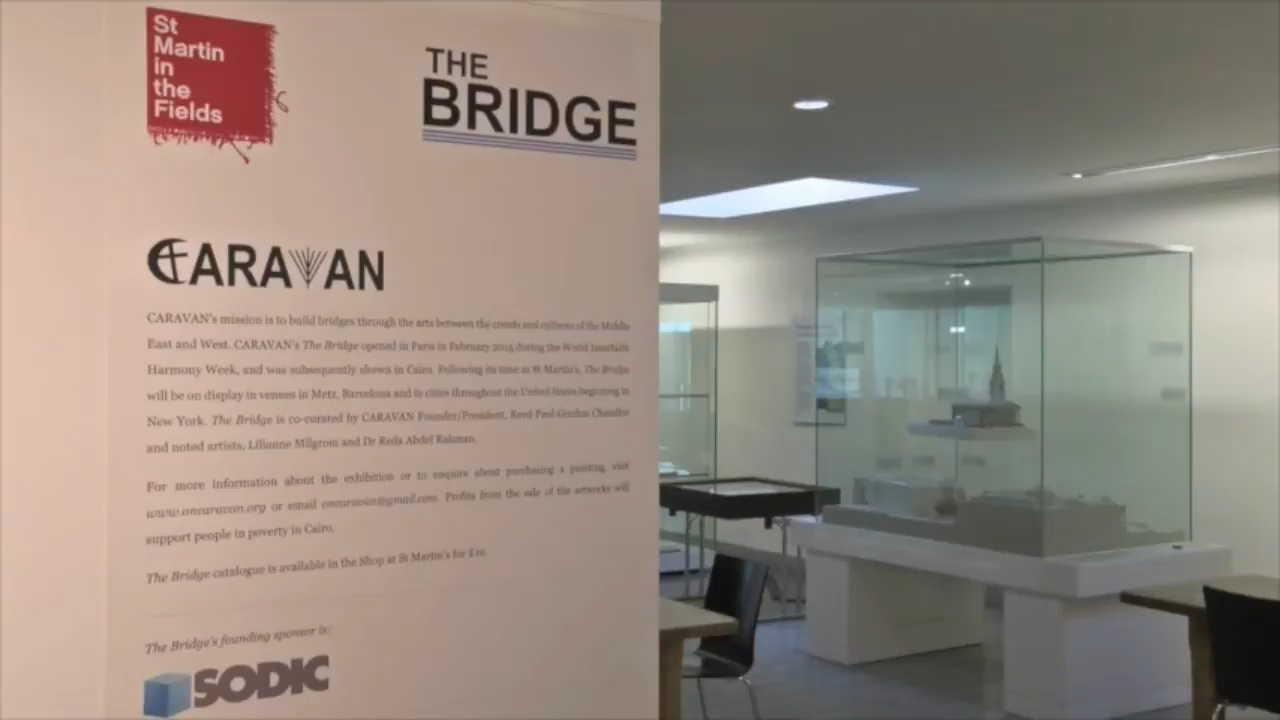 St
Martin
in
the
Fields
THE
BRIDGE
CARAVAN
CARAVAN's mission is to build bridges through the arts between the creeds and cultures of the Middle
East and West. CARAVAN's The Bridge opened in Paris in February 2015 during the World Interfaith
Harmony Week, and was subsequently shown in Cairo. Following its time at St Martin's, The Bridge
will be on display in venues in Metz, Barcelona and in cities throughout the United States beginning in
New York. The Bridge is co-curated by CARAVAN Founder/President, Revd Paul-Gordon Chandler
and noted artists, Lilianne Milgrom and Dr Reda Abdel Rahman.
For more information about the exhibition or to enquire about purchasing a painting, visit
www.oncaravan.org or email oncaravan@gmail.com. Profits from the sale of the artworks will
support people in poverty in Cairo.
The Bridge catalogue is available in the Shop at St Martin's for £10
The Bridge's founding sponsor is:
SODIC